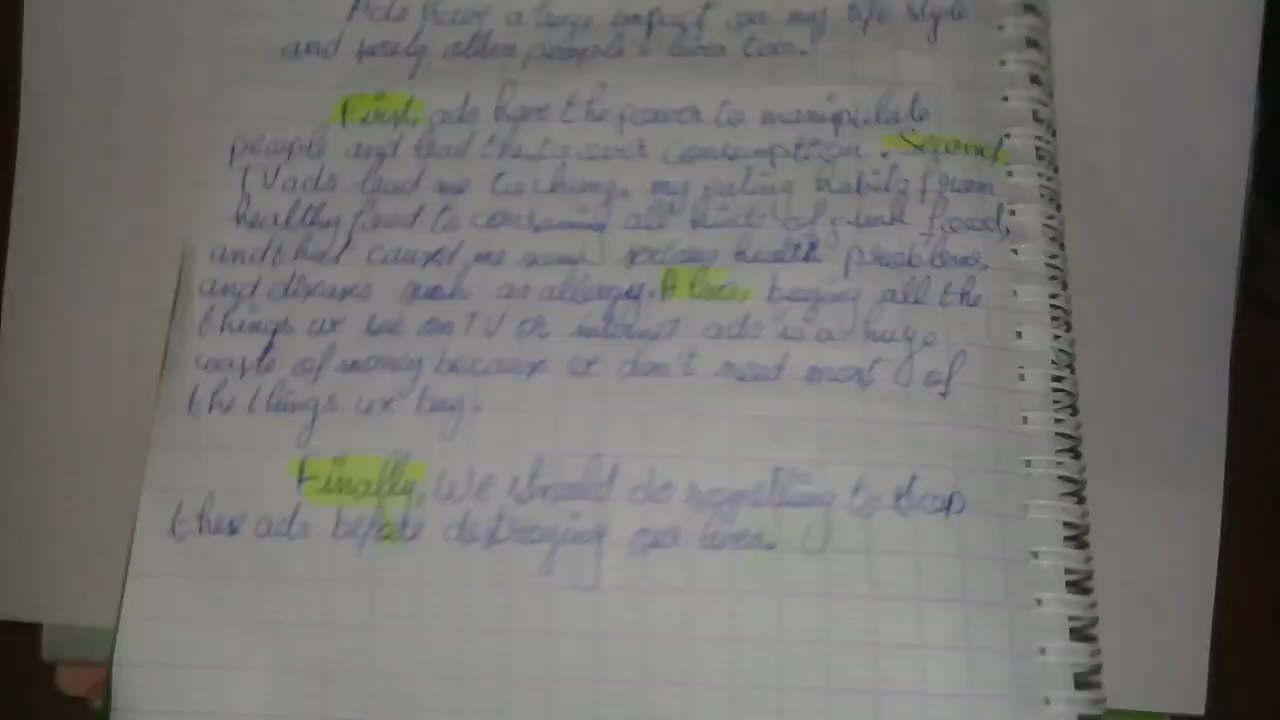 Ads have a large impact on my life style
and surely other people's lives too.
First, ads have the power to manipulate
people and lead them to over consumption. Second
TV ads lead me to change my eating habits from
healthy food to consuming all kinds of junk food,
and that caused me some serious health problems
and diseases such as allergy. Also, buying all the
things we see on TV or internet ads is a huge
waste of money because we don't need most of
the things we buy.
Finally, We should do something to stop
these ads before destroying our lives.